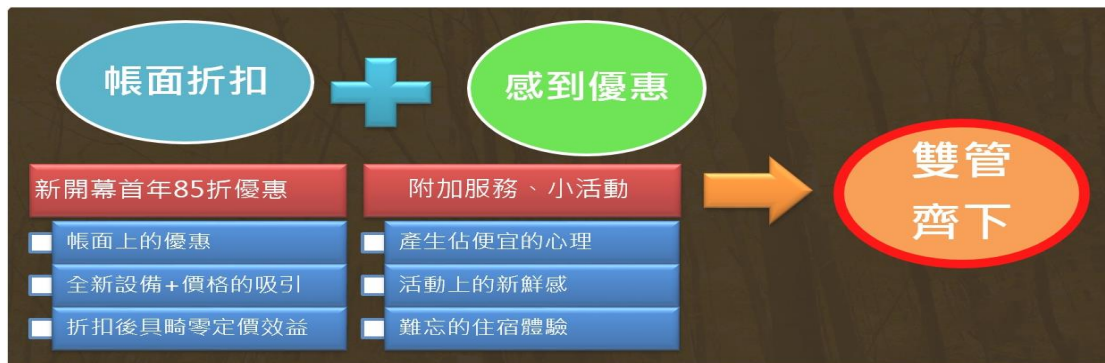 帳面折扣
感到優惠
雙管
齊下
新開幕首年85折優惠
帳面上的優惠
全新設備+價格的吸引
折扣後具畸零定價效益
附加服務、小活動
產生佔便宜的心理
活動上的新鮮感
難忘的住宿體驗